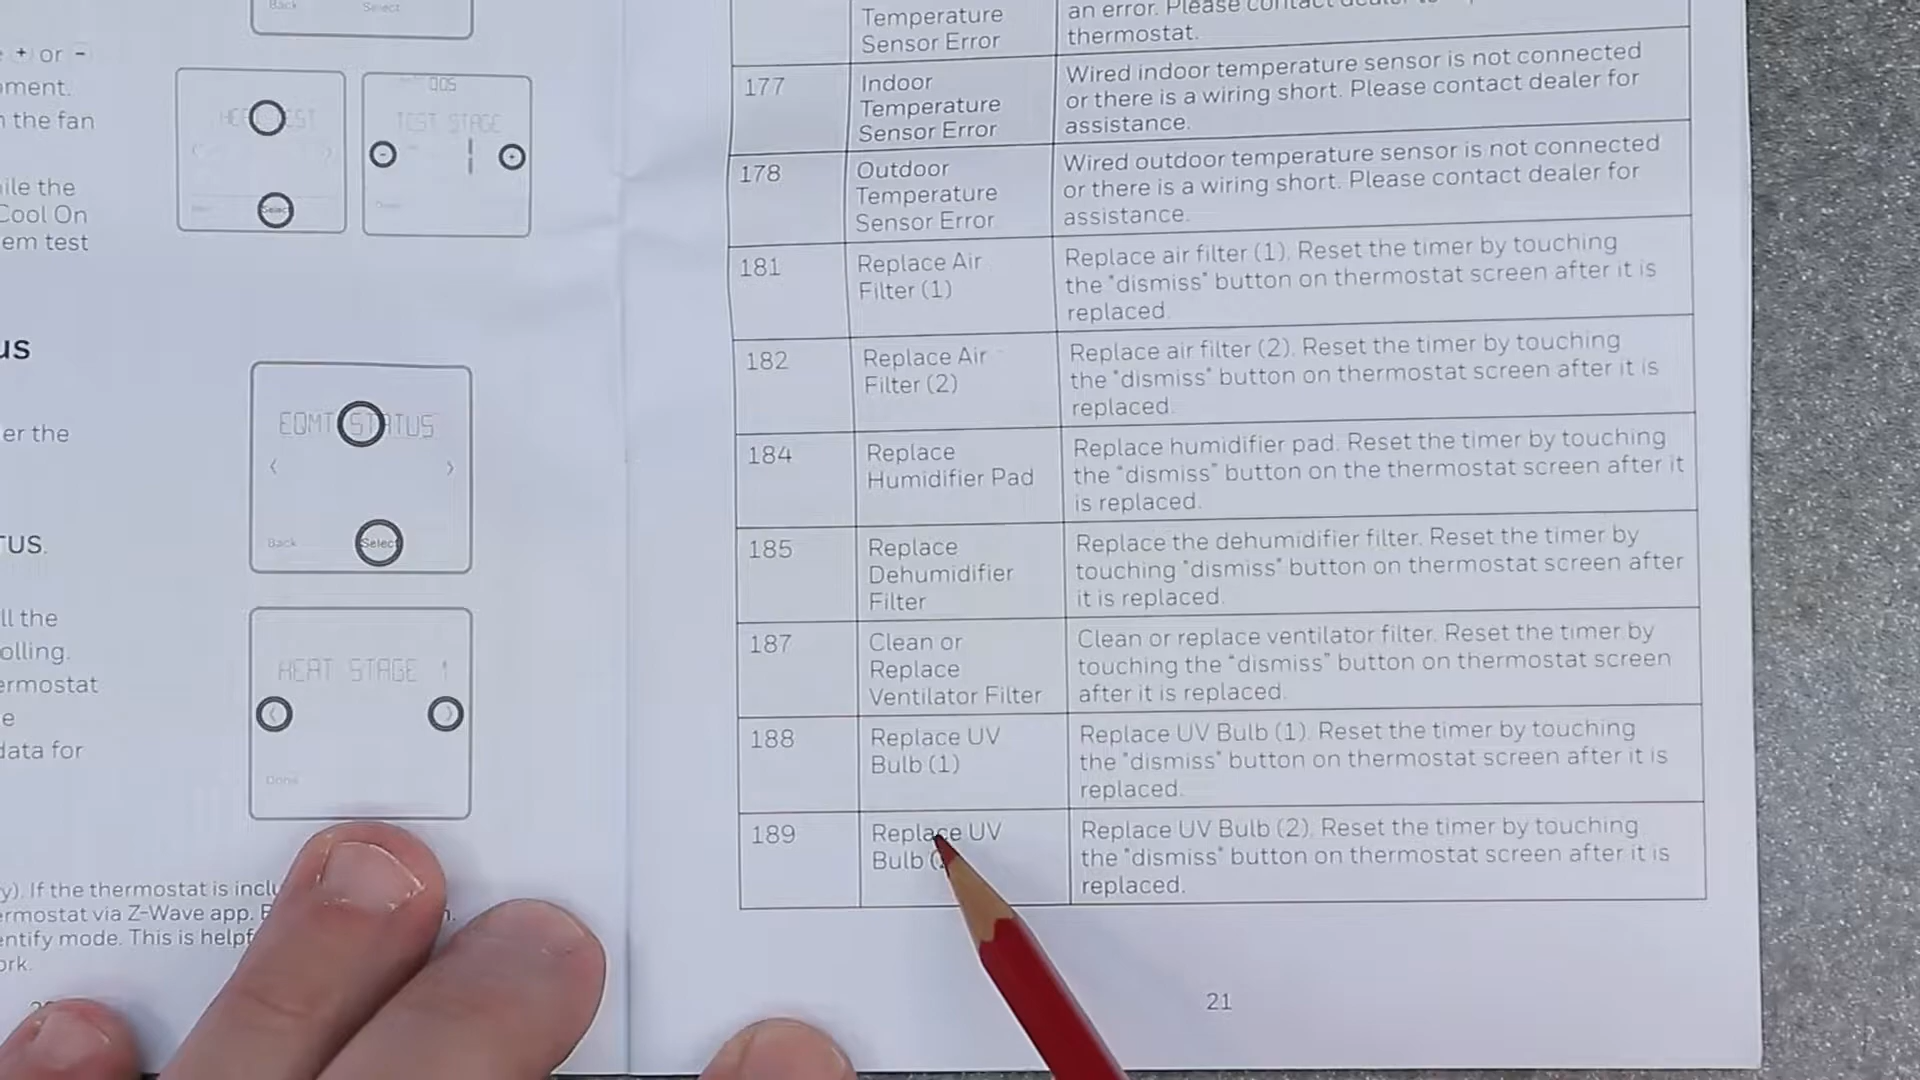 Back Select
+ or -
ment.
the fan
ile the
Cool On
em test
Select
005
TEST STAGE
us
er the
EQMT STATUS
Back Select
TUS.
ll the
olling.
ermostat
e
data for
HEAT STAGE 1
Done
y). If the thermostat is inclu
ermostat via Z-Wave app.
entify mode. This is helpf
ork.
Temperature
Sensor Error
an error. Please contact dealer to
thermostat.
177
Indoor
Temperature
Sensor Error
Wired indoor temperature sensor is not connected
or there is a wiring short. Please contact dealer for
assistance.
178
Outdoor
Temperature
Sensor Error
Wired outdoor temperature sensor is not connected
or there is a wiring short. Please contact dealer for
assistance.
181
Replace Air
Filter (1)
Replace air filter (1). Reset the timer by touching
the "dismiss" button on thermostat screen after it is
replaced.
182
Replace Air
Filter (2)
Replace air filter (2). Reset the timer by touching
the "dismiss" button on thermostat screen after it is
replaced.
184
Replace
Humidifier Pad
Replace humidifier pad. Reset the timer by touching
the "dismiss" button on the thermostat screen after it
is replaced.
185
Replace
Dehumidifier
Filter
Replace the dehumidifier filter. Reset the timer by
touching "dismiss" button on thermostat screen after
it is replaced.
187
Clean or
Replace
Ventilator Filter
Clean or replace ventilator filter. Reset the timer by
touching the "dismiss" button on thermostat screen
after it is replaced.
188
Replace UV
Bulb (1)
Replace UV Bulb (1). Reset the timer by touching
the "dismiss" button on thermostat screen after it is
replaced.
189
Replace UV
Bulb (
Replace UV Bulb (2). Reset the timer by touching
the "dismiss" button on thermostat screen after it is
replaced.
21